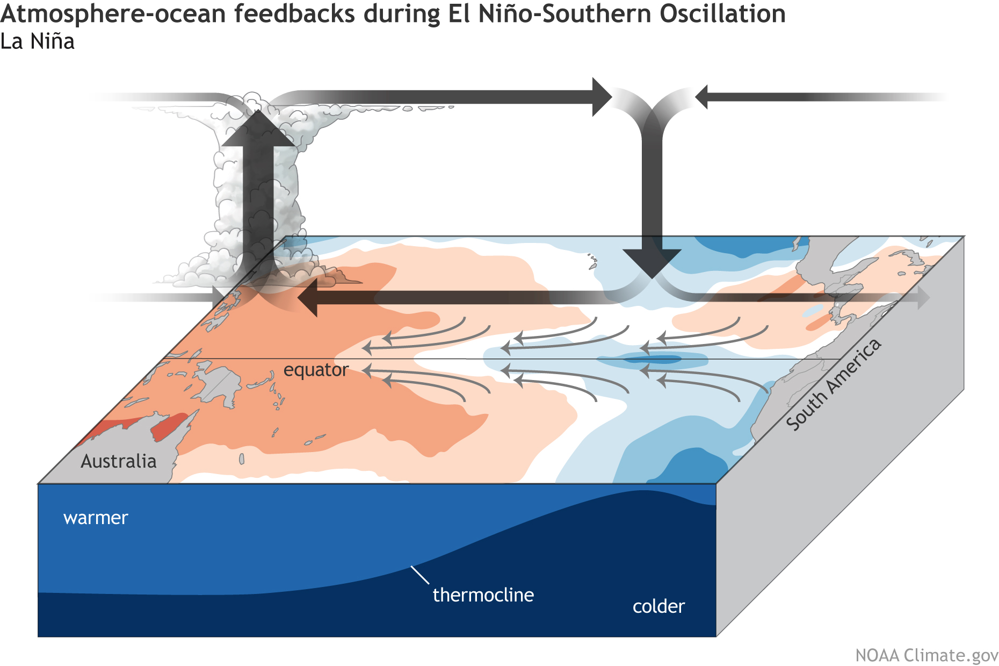 Atmosphere-ocean feedbacks during El Niño-Southern Oscillation
La Niña
equator
South America
Australia
warmer
thermocline
colder
NOAA Climate.gov